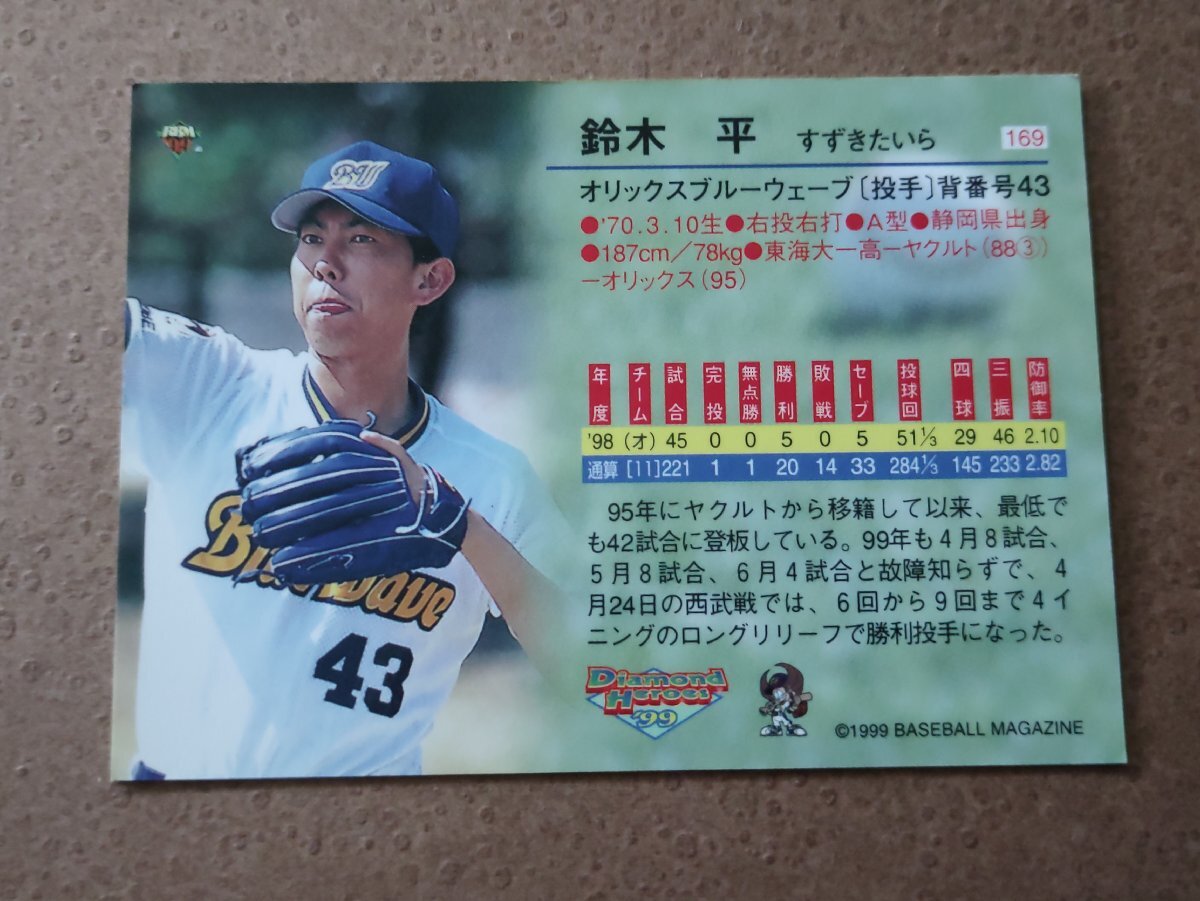 鈴木 平 すずきたいら 169
オリックスブルーウェーブ〔投手〕背番号43
●'70.3.10生●右投右打●A型●静岡県出身
●187cm/78kg●東海大一高ーヤクルト(88③)
ーオリックス(95)
年度 チーム 試合 完投 無点勝 勝利 敗戦 セーブ 投球回 四球 三振 防御率
'98 (オ) 45 0 0 5 0 5 51⅓ 29 46 2.10
通算 [11] 221 1 1 20 14 33 284⅓ 145 233 2.82
95年にヤクルトから移籍して以来、最低で
も42試合に登板している。99年も4月8試合、
5月8試合、6月4試合と故障知らずで、4
月24日の西武戦では、6回から9回まで4イ
ニングのロングリリーフで勝利投手になった。
Diamond
Heroes
'99
©1999 BASEBALL MAGAZINE
BW
Blue Wave
43